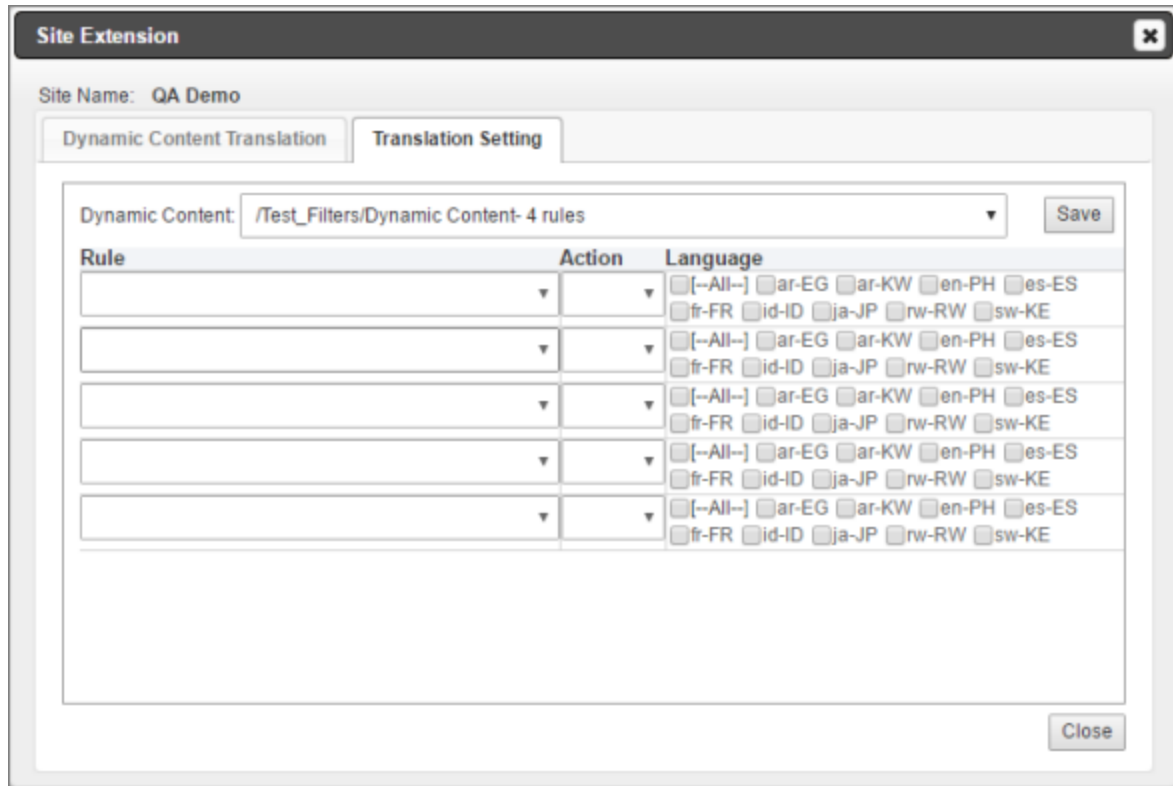 Site Extension
Site Name: QA Demo
Dynamic Content Translation Translation Setting
Dynamic Content: /Test_Filters/Dynamic Content- 4 rules Save
Rule Action Language
[--All--] ar-EG ar-KW en-PH es-ES
fr-FR id-ID ja-JP rw-RW sw-KE
[--All--] ar-EG ar-KW en-PH es-ES
fr-FR id-ID ja-JP rw-RW sw-KE
[--All--] ar-EG ar-KW en-PH es-ES
fr-FR id-ID ja-JP rw-RW sw-KE
[--All--] ar-EG ar-KW en-PH es-ES
fr-FR id-ID ja-JP rw-RW sw-KE
[--All--] ar-EG ar-KW en-PH es-ES
fr-FR id-ID ja-JP rw-RW sw-KE
Close